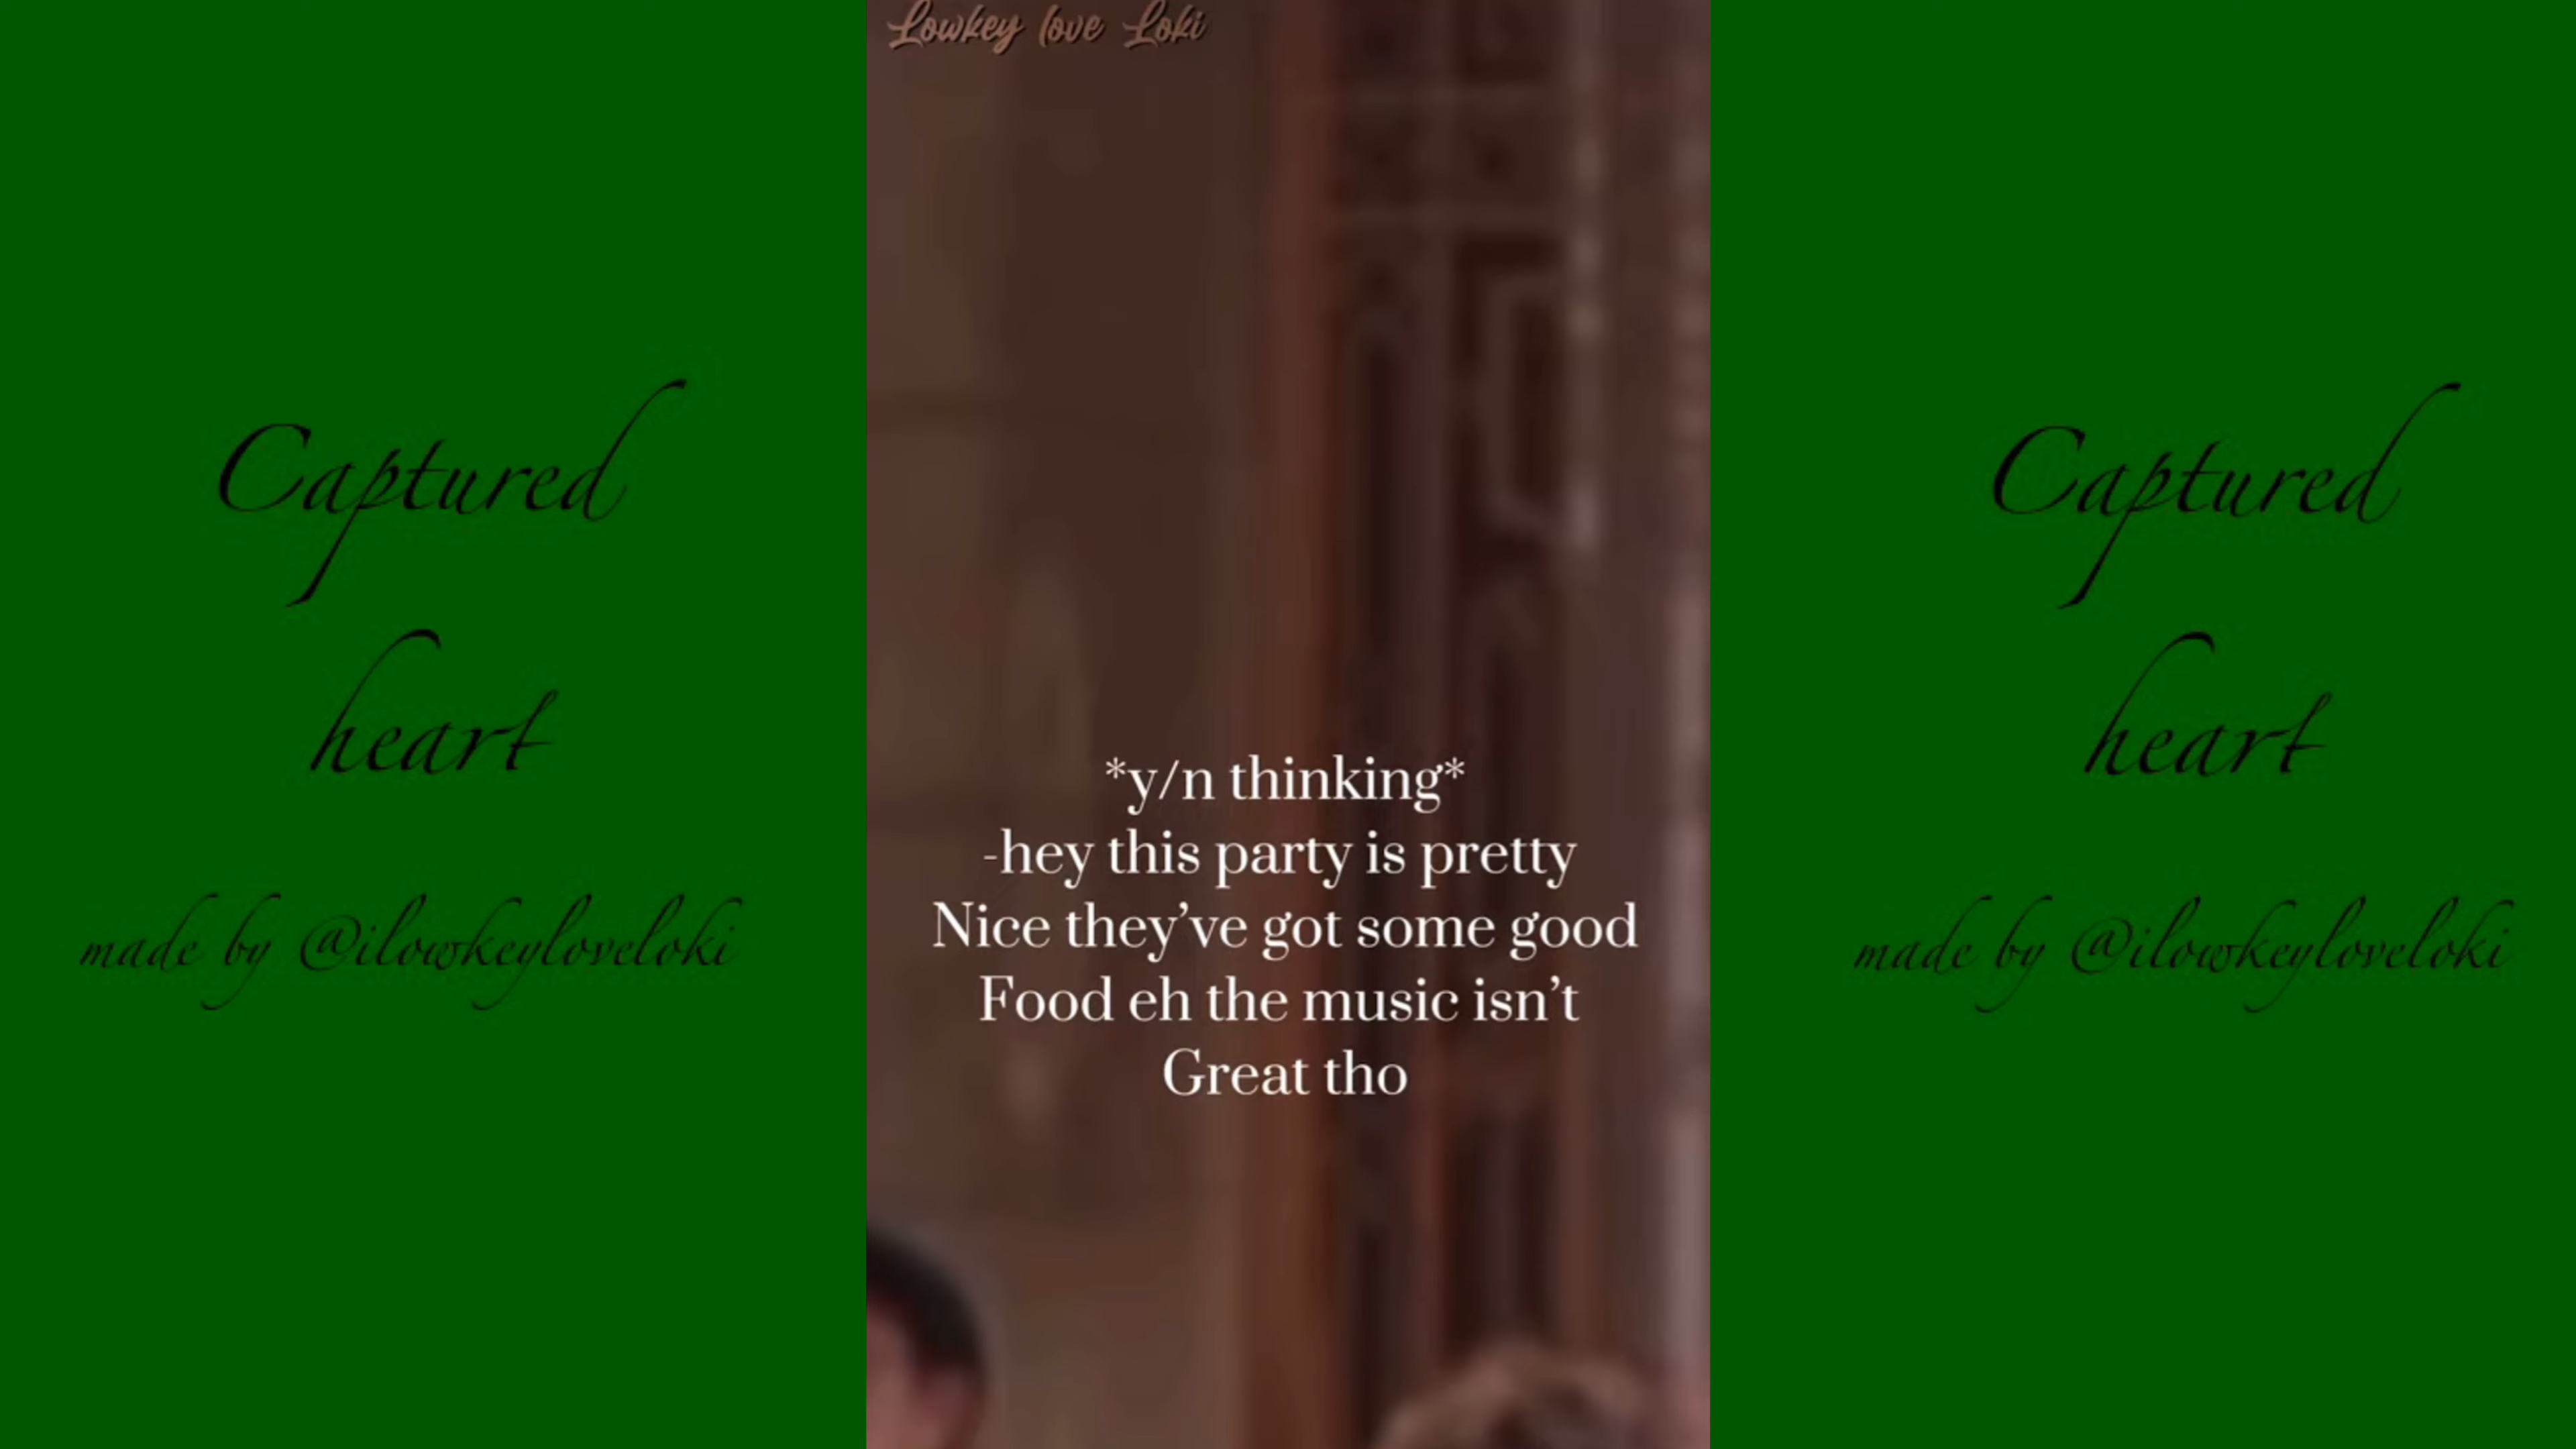 Lowkey love Loki
Captured
heart
made by @ilowkeyloveloki
*y/n thinking*
-hey this party is pretty
Nice they’ve got some good
Food eh the music isn’t
Great tho
Captured
heart
made by @ilowkeyloveloki